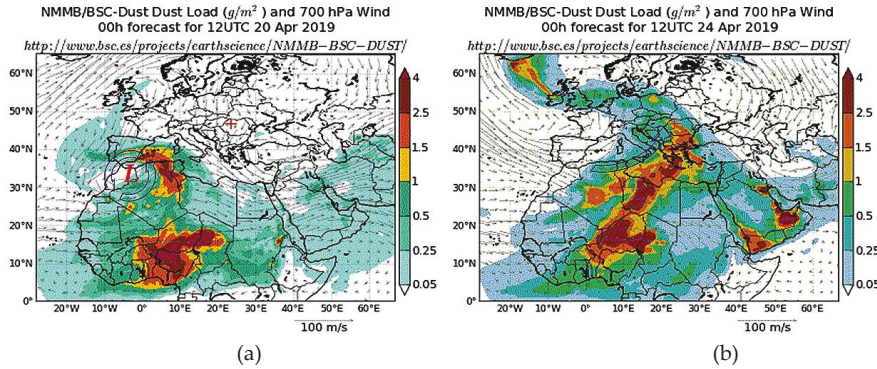 NMMB/BSC-Dust Dust Load (g/m²) and 700 hPa Wind
00h forecast for 12UTC 20 Apr 2019
http://www.bsc.es/projects/earthscience/NMMB-BSC-DUST/
60°N
50°N
40°N
30°N
20°N
10°N
0°
20°W 10°W 0° 10°E 20°E 30°E 40°E 50°E 60°E
4
2.5
1
0.5
0.25
0.05
100 m/s
(a)
NMMB/BSC-Dust Dust Load (g/m²) and 700 hPa Wind
00h forecast for 12UTC 24 Apr 2019
http://www.bsc.es/projects/earthscience/NMMB-BSC-DUST/
60°N
50°N
40°N
30°N
20°N
10°N
0°
20°W 10°W 0° 10°E 20°E 30°E 40°E 50°E 60°E
4
2.5
1
0.5
0.25
0.05
100 m/s
(b)